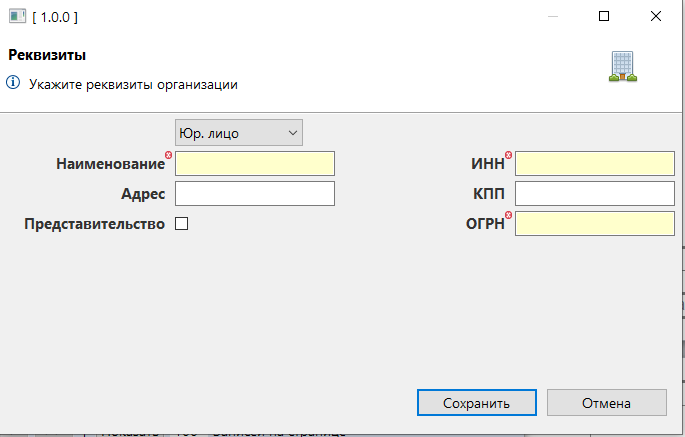 [ 1.0.0 ]
Реквизиты
Укажите реквизиты организации
Юр. лицо
Наименование ИНН
Адрес КПП
Представительство ОГРН
Сохранить Отмена